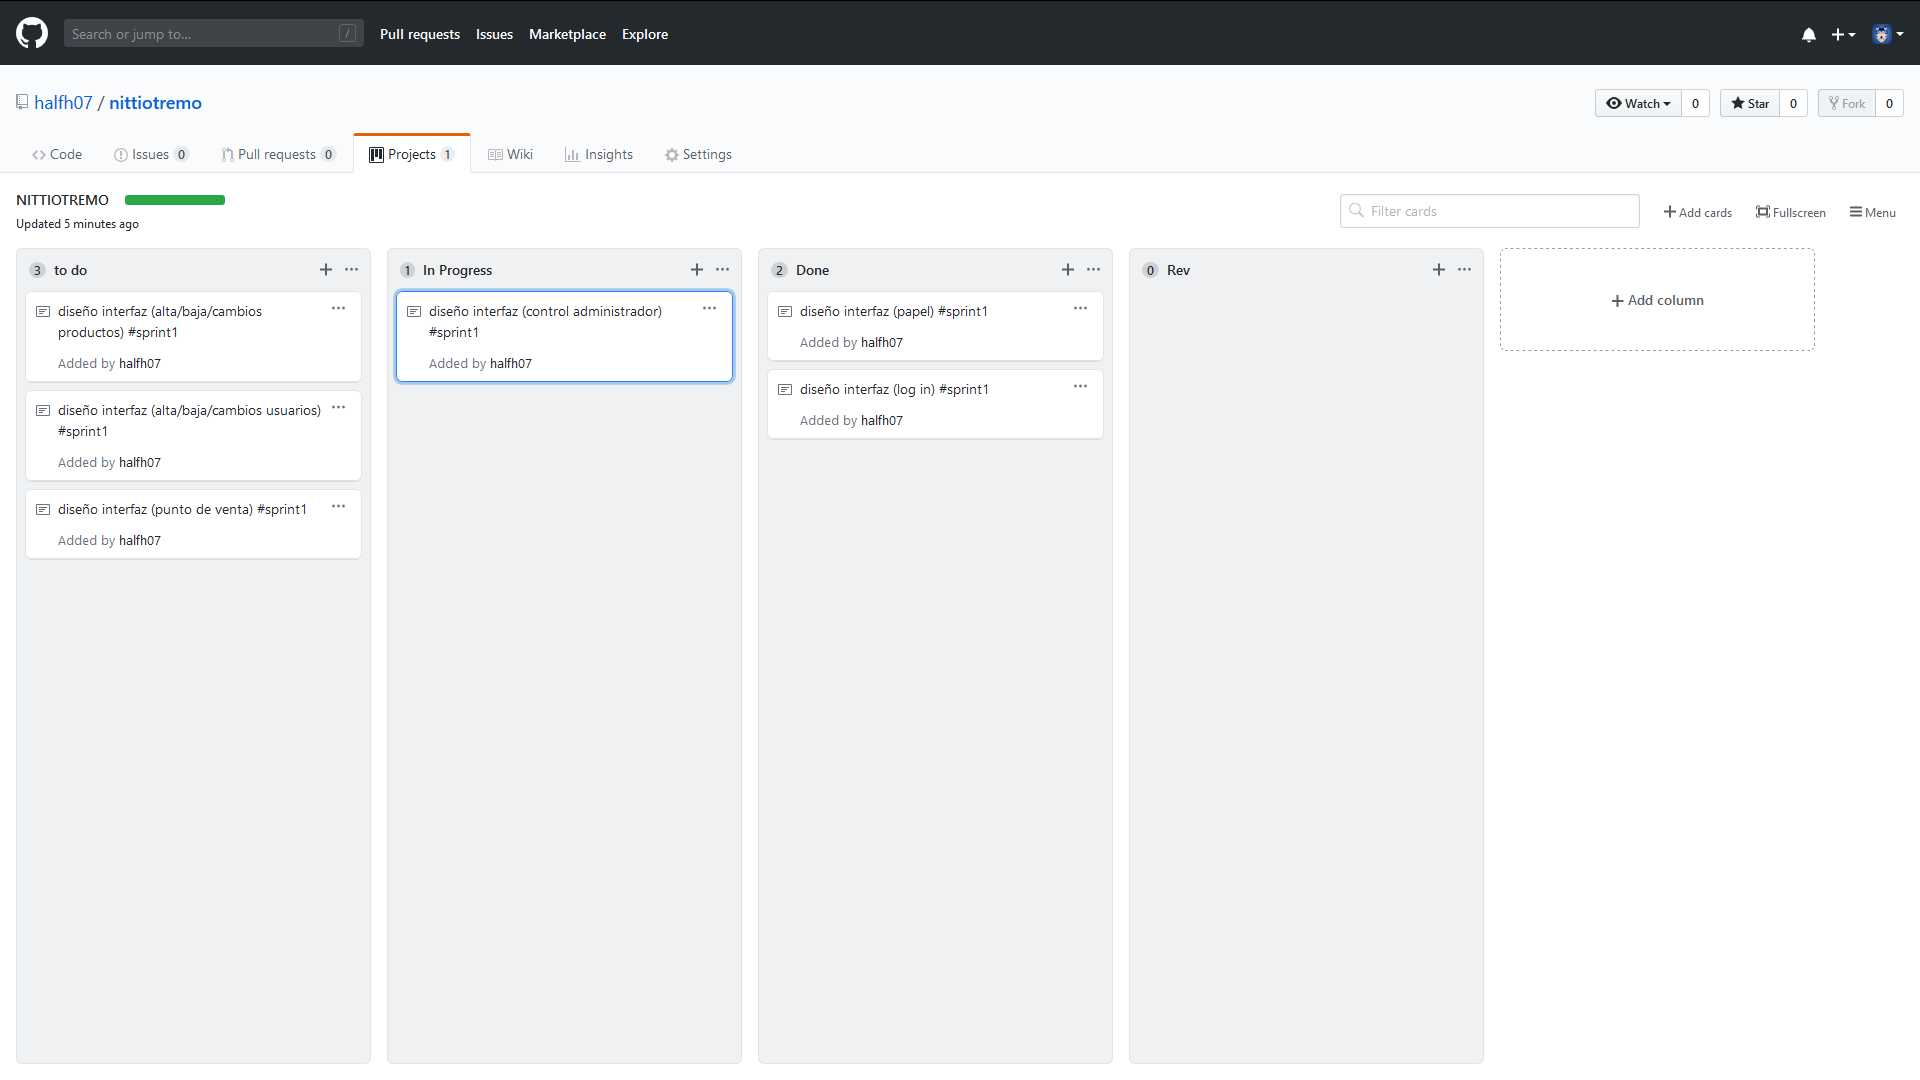 Search or jump to... /
Pull requests Issues Marketplace Explore
halfh07 / nittiotremo
Watch 0 Star 0 Fork 0
Code Issues 0 Pull requests 0 Projects 1 Wiki Insights Settings
NITTIOTREMO
Updated 5 minutes ago
Filter cards
Add cards Fullscreen Menu
3 to do
diseño interfaz (alta/baja/cambios
productos) #sprint1
Added by halfh07
diseño interfaz (alta/baja/cambios usuarios)
#sprint1
Added by halfh07
diseño interfaz (punto de venta) #sprint1
Added by halfh07
1 In Progress
diseño interfaz (control administrador)
#sprint1
Added by halfh07
2 Done
diseño interfaz (papel) #sprint1
Added by halfh07
diseño interfaz (log in) #sprint1
Added by halfh07
0 Rev
Add column